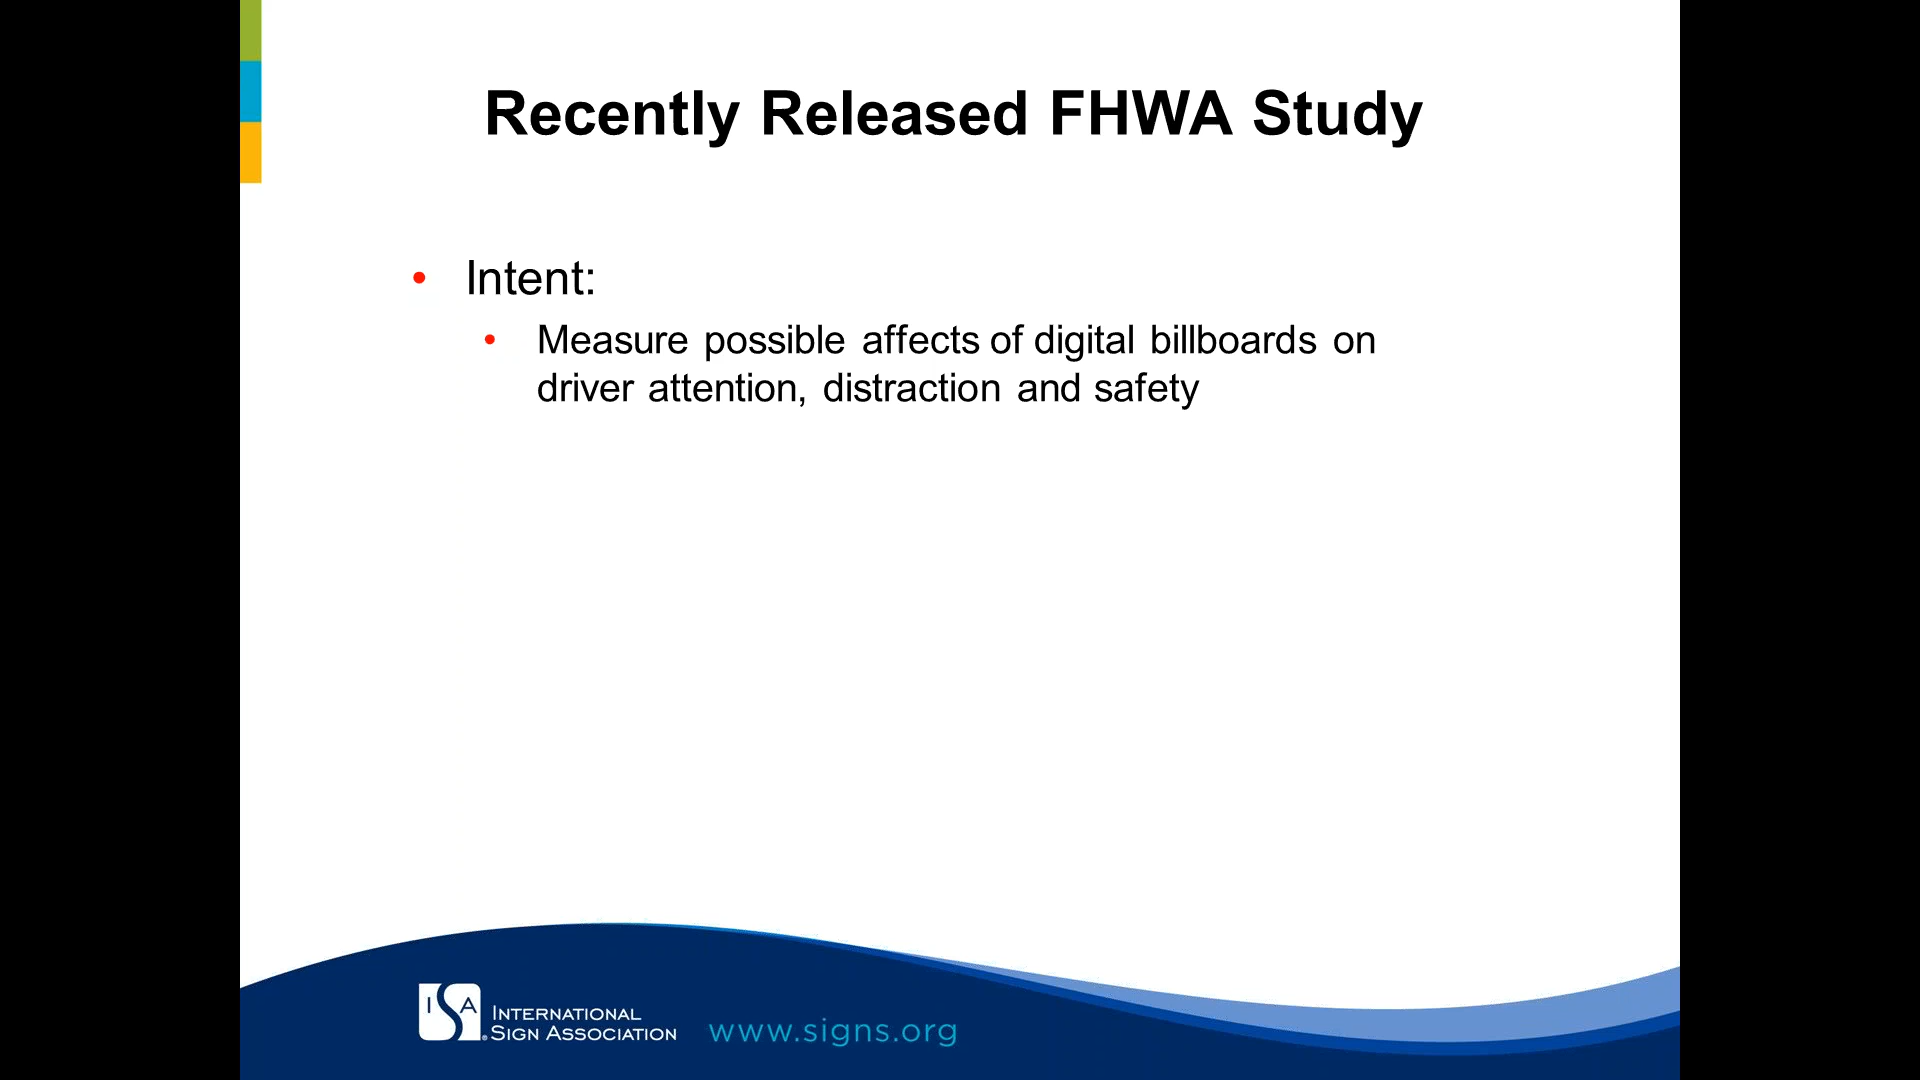 Recently Released FHWA Study
• Intent:
• Measure possible affects of digital billboards on
driver attention, distraction and safety
ISA
INTERNATIONAL
SIGN ASSOCIATION
www.signs.org